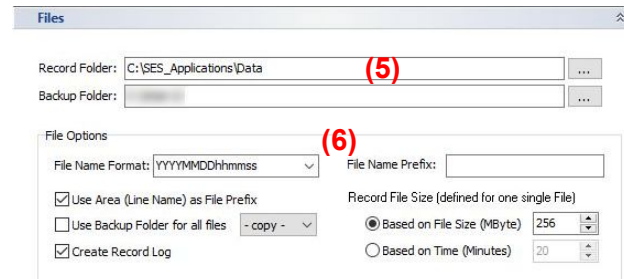 Files
Record Folder: C:\SES_Applications\Data (5) ...
Backup Folder: ...
File Options (6)
File Name Format: YYYYMMDDhhmmss File Name Prefix:
Use Area (Line Name) as File Prefix Record File Size (defined for one single File)
Use Backup Folder for all files - copy - Based on File Size (MByte) 256
Create Record Log Based on Time (Minutes) 20